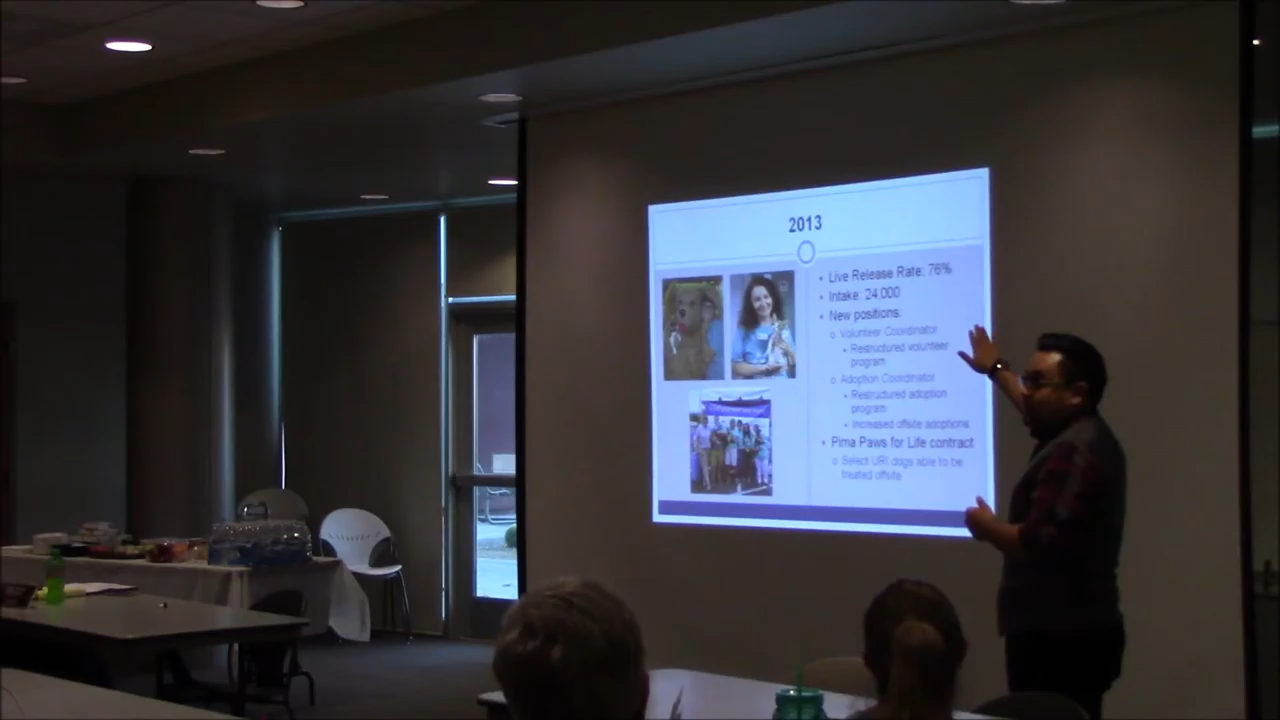 2013
Live Release Rate: 76%
Intake: 24,000
New positions:
Volunteer Coordinator
Restructured volunteer
program
Adoption Coordinator
Restructured adoption
program
Increased offsite adoptions
Pima Paws for Life contract
Select URI dogs able to be
treated offsite